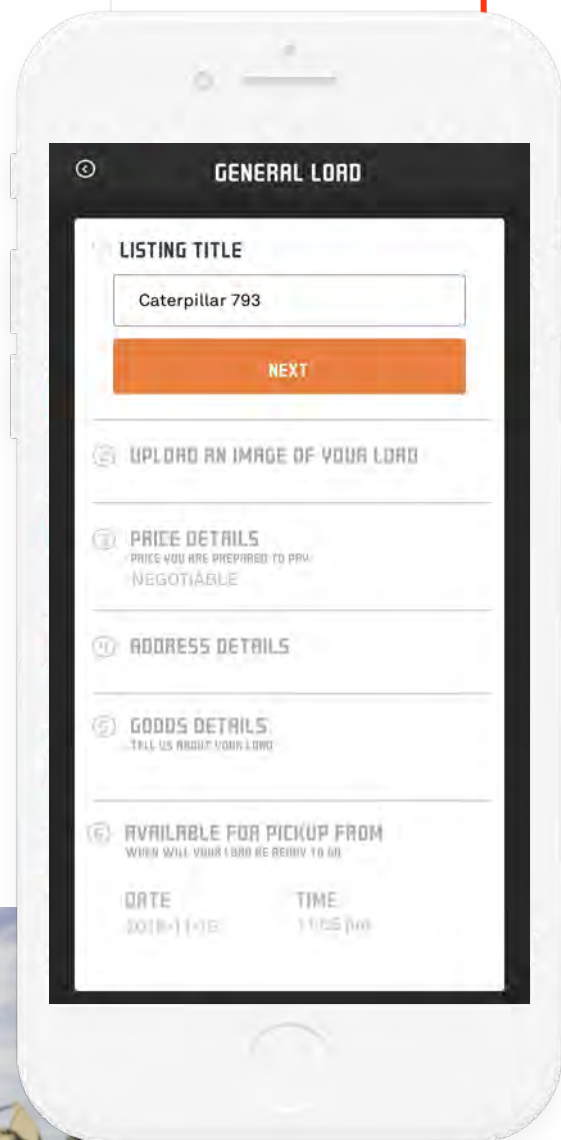 GENERAL LOAD
LISTING TITLE
Caterpillar 793
NEXT
2 UPLOAD AN IMAGE OF YOUR LOAD
3 PRICE DETAILS
PRICE YOU ARE PREPARED TO PAY
NEGOTIABLE
4 ADDRESS DETAILS
5 GOODS DETAILS
TELL US ABOUT YOUR LOAD
6 AVAILABLE FOR PICKUP FROM
WHEN WILL YOUR LOAD BE READY TO GO
DATE TIME
pm